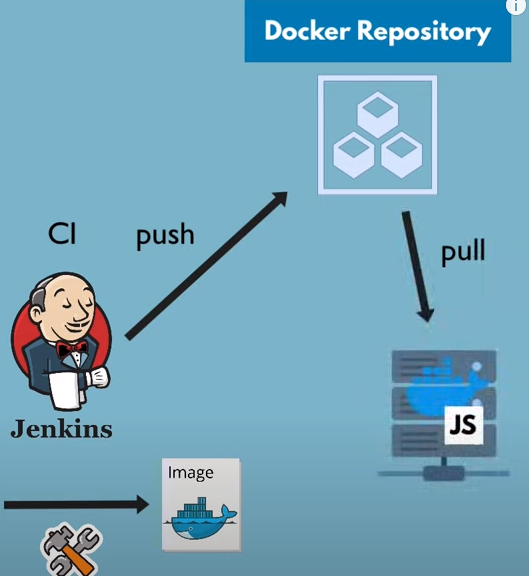 Docker Repository
CI
push
pull
Jenkins
JS
Image